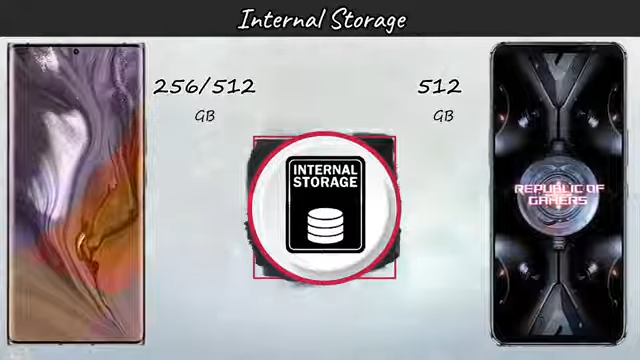 Internal Storage
256/512
GB
512
GB
INTERNAL
STORAGE
REPUBLIC OF
GAMERS